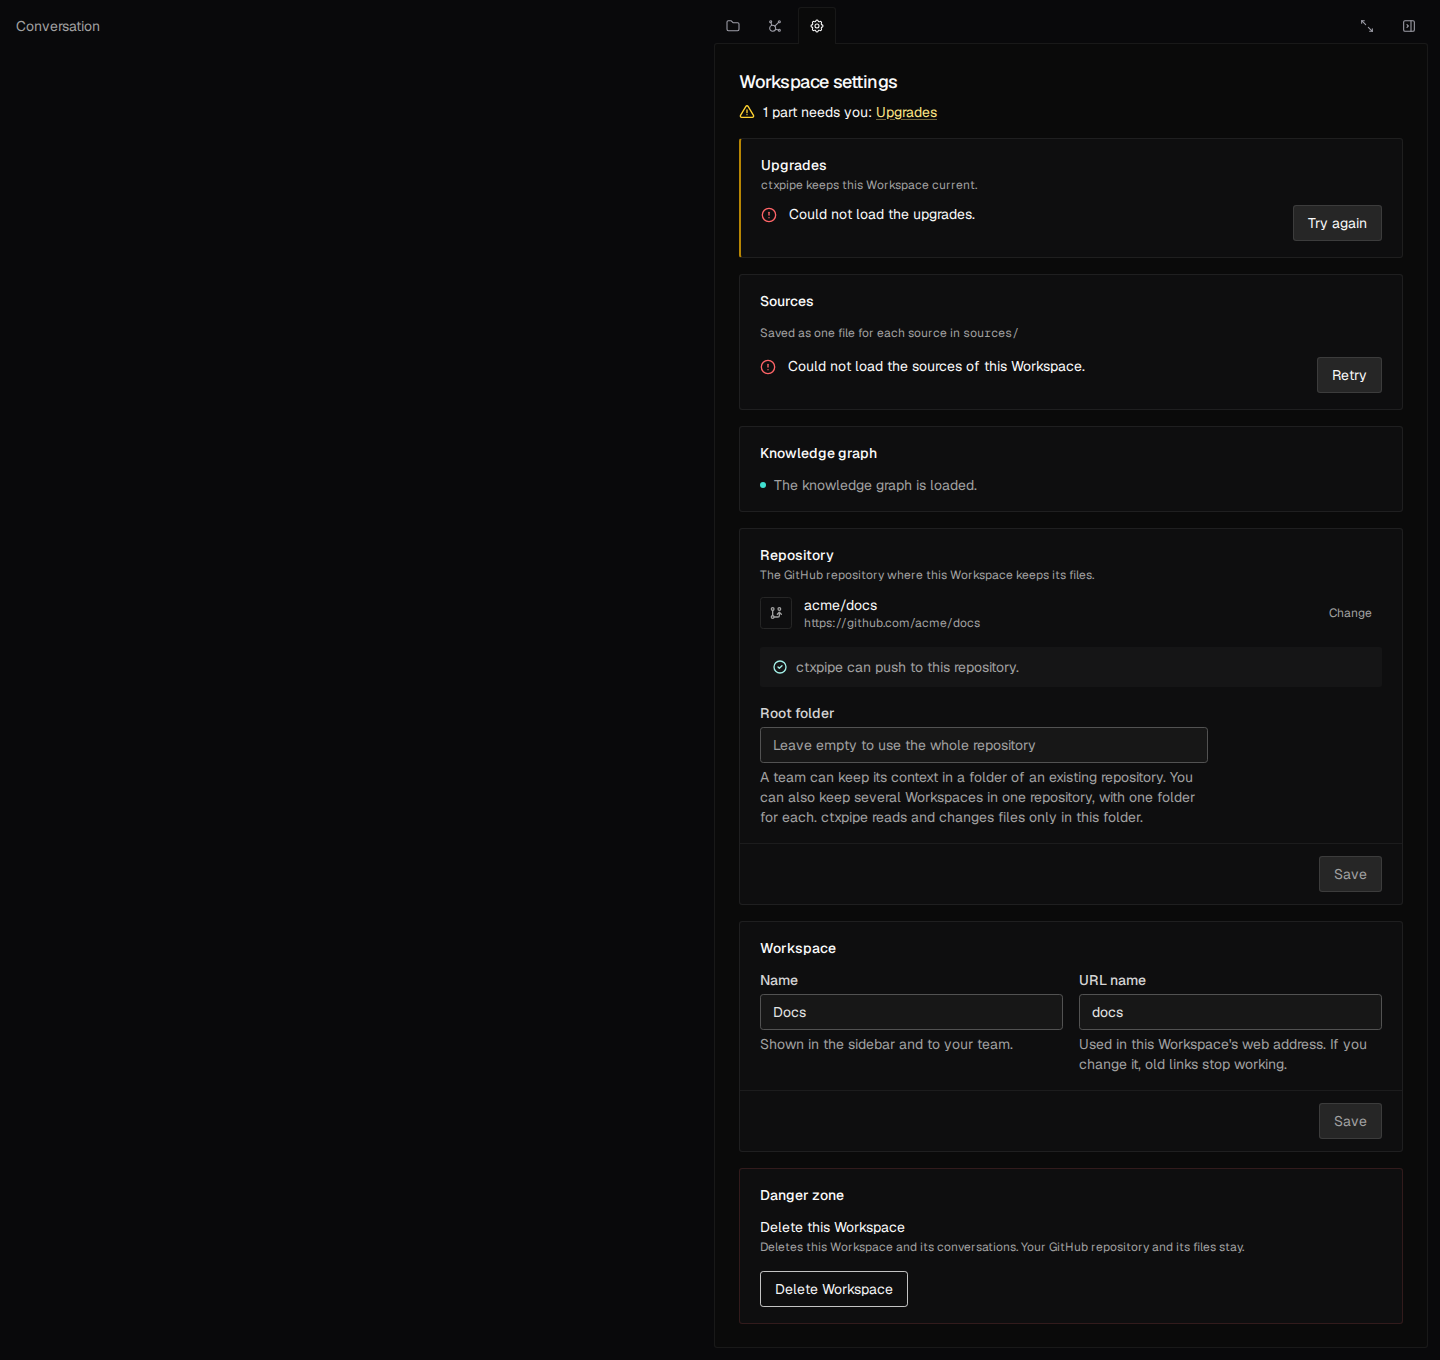 Conversation
Workspace settings
1 part needs you: Upgrades
Upgrades
ctxpipe keeps this Workspace current.
Could not load the upgrades.
Try again
Sources
Saved as one file for each source in sources/
Could not load the sources of this Workspace.
Retry
Knowledge graph
The knowledge graph is loaded.
Repository
The GitHub repository where this Workspace keeps its files.
acme/docs
https://github.com/acme/docs
Change
ctxpipe can push to this repository.
Root folder
Leave empty to use the whole repository
A team can keep its context in a folder of an existing repository. You
can also keep several Workspaces in one repository, with one folder
for each. ctxpipe reads and changes files only in this folder.
Save
Workspace
Name
URL name
Docs
docs
Shown in the sidebar and to your team.
Used in this Workspace's web address. If you
change it, old links stop working.
Save
Danger zone
Delete this Workspace
Deletes this Workspace and its conversations. Your GitHub repository and its files stay.
Delete Workspace